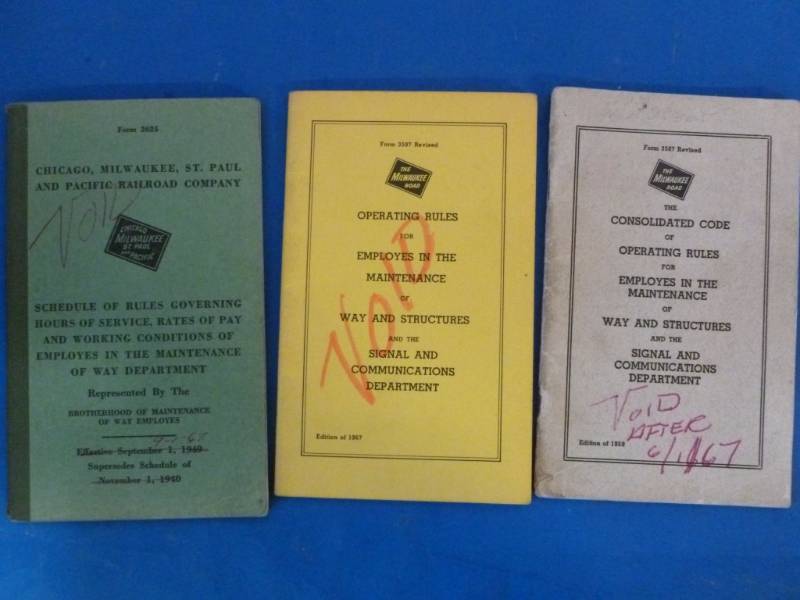 Form 2625
CHICAGO, MILWAUKEE, ST. PAUL
AND PACIFIC RAILROAD COMPANY
VOID
CHICAGO
MILWAUKEE
ST. PAUL
AND PACIFIC
SCHEDULE OF RULES GOVERNING
HOURS OF SERVICE, RATES OF PAY
AND WORKING CONDITIONS OF
EMPLOYES IN THE MAINTENANCE
OF WAY DEPARTMENT
Represented By The
BROTHERHOOD OF MAINTENANCE
OF WAY EMPLOYES
Effective September 1, 1949
Supersedes Schedule of
November 1, 1940
Form 3507 Revised
THE
MILWAUKEE
ROAD
OPERATING RULES
FOR
EMPLOYES IN THE
MAINTENANCE
OF
WAY AND STRUCTURES
AND THE
SIGNAL AND
COMMUNICATIONS
DEPARTMENT
VOID
Edition of 1967
Form 3507 Revised
THE
MILWAUKEE
ROAD
THE
CONSOLIDATED CODE
OF
OPERATING RULES
FOR
EMPLOYES IN THE
MAINTENANCE
OF
WAY AND STRUCTURES
AND THE
SIGNAL AND
COMMUNICATIONS
DEPARTMENT
VOID
AFTER
6/1/67
Edition of 1959